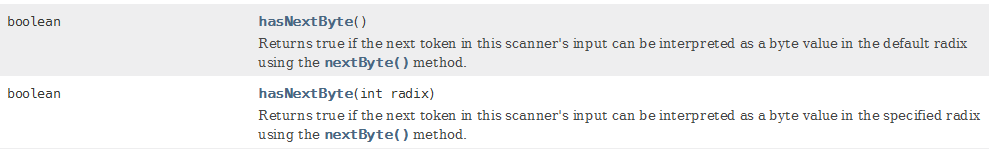 boolean hasNextByte()
Returns true if the next token in this scanner's input can be interpreted as a byte value in the default radix
using the nextByte() method.
boolean hasNextByte(int radix)
Returns true if the next token in this scanner's input can be interpreted as a byte value in the specified radix
using the nextByte() method.